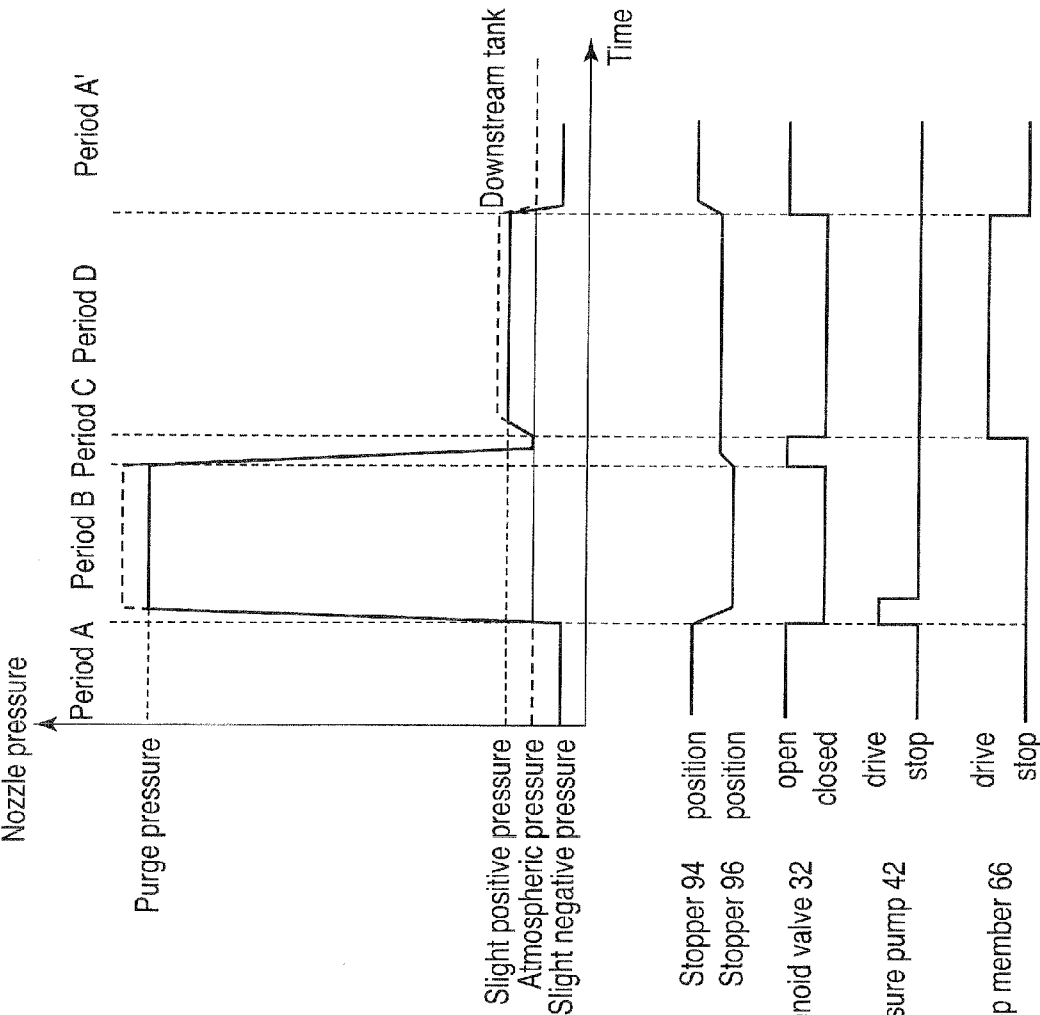 Nozzle pressure
Period A
Period B
Period C
Period D
Period A'
Purge pressure
Downstream tank
Slight positive pressure
Atmospheric pressure
Slight negative pressure
Time
Stopper 94 position
Stopper 96 position
noid valve 32
open
closed
sure pump 42
drive
stop
p member 66
drive
stop